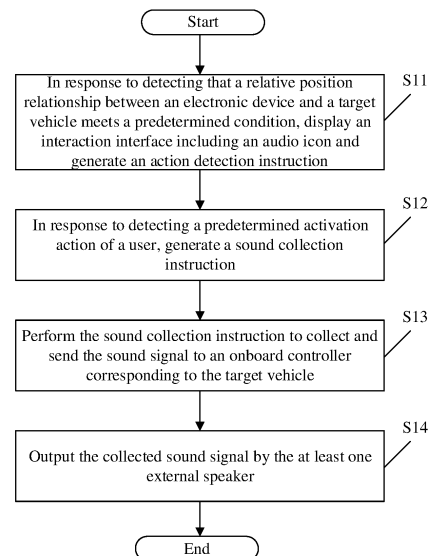 Start
In response to detecting that a relative position
relationship between an electronic device and a target
vehicle meets a predetermined condition, display an
interaction interface including an audio icon and
generate an action detection instruction
S11
In response to detecting a predetermined activation
action of a user, generate a sound collection
instruction
S12
Perform the sound collection instruction to collect and
send the sound signal to an onboard controller
corresponding to the target vehicle
S13
Output the collected sound signal by the at least one
external speaker
S14
End